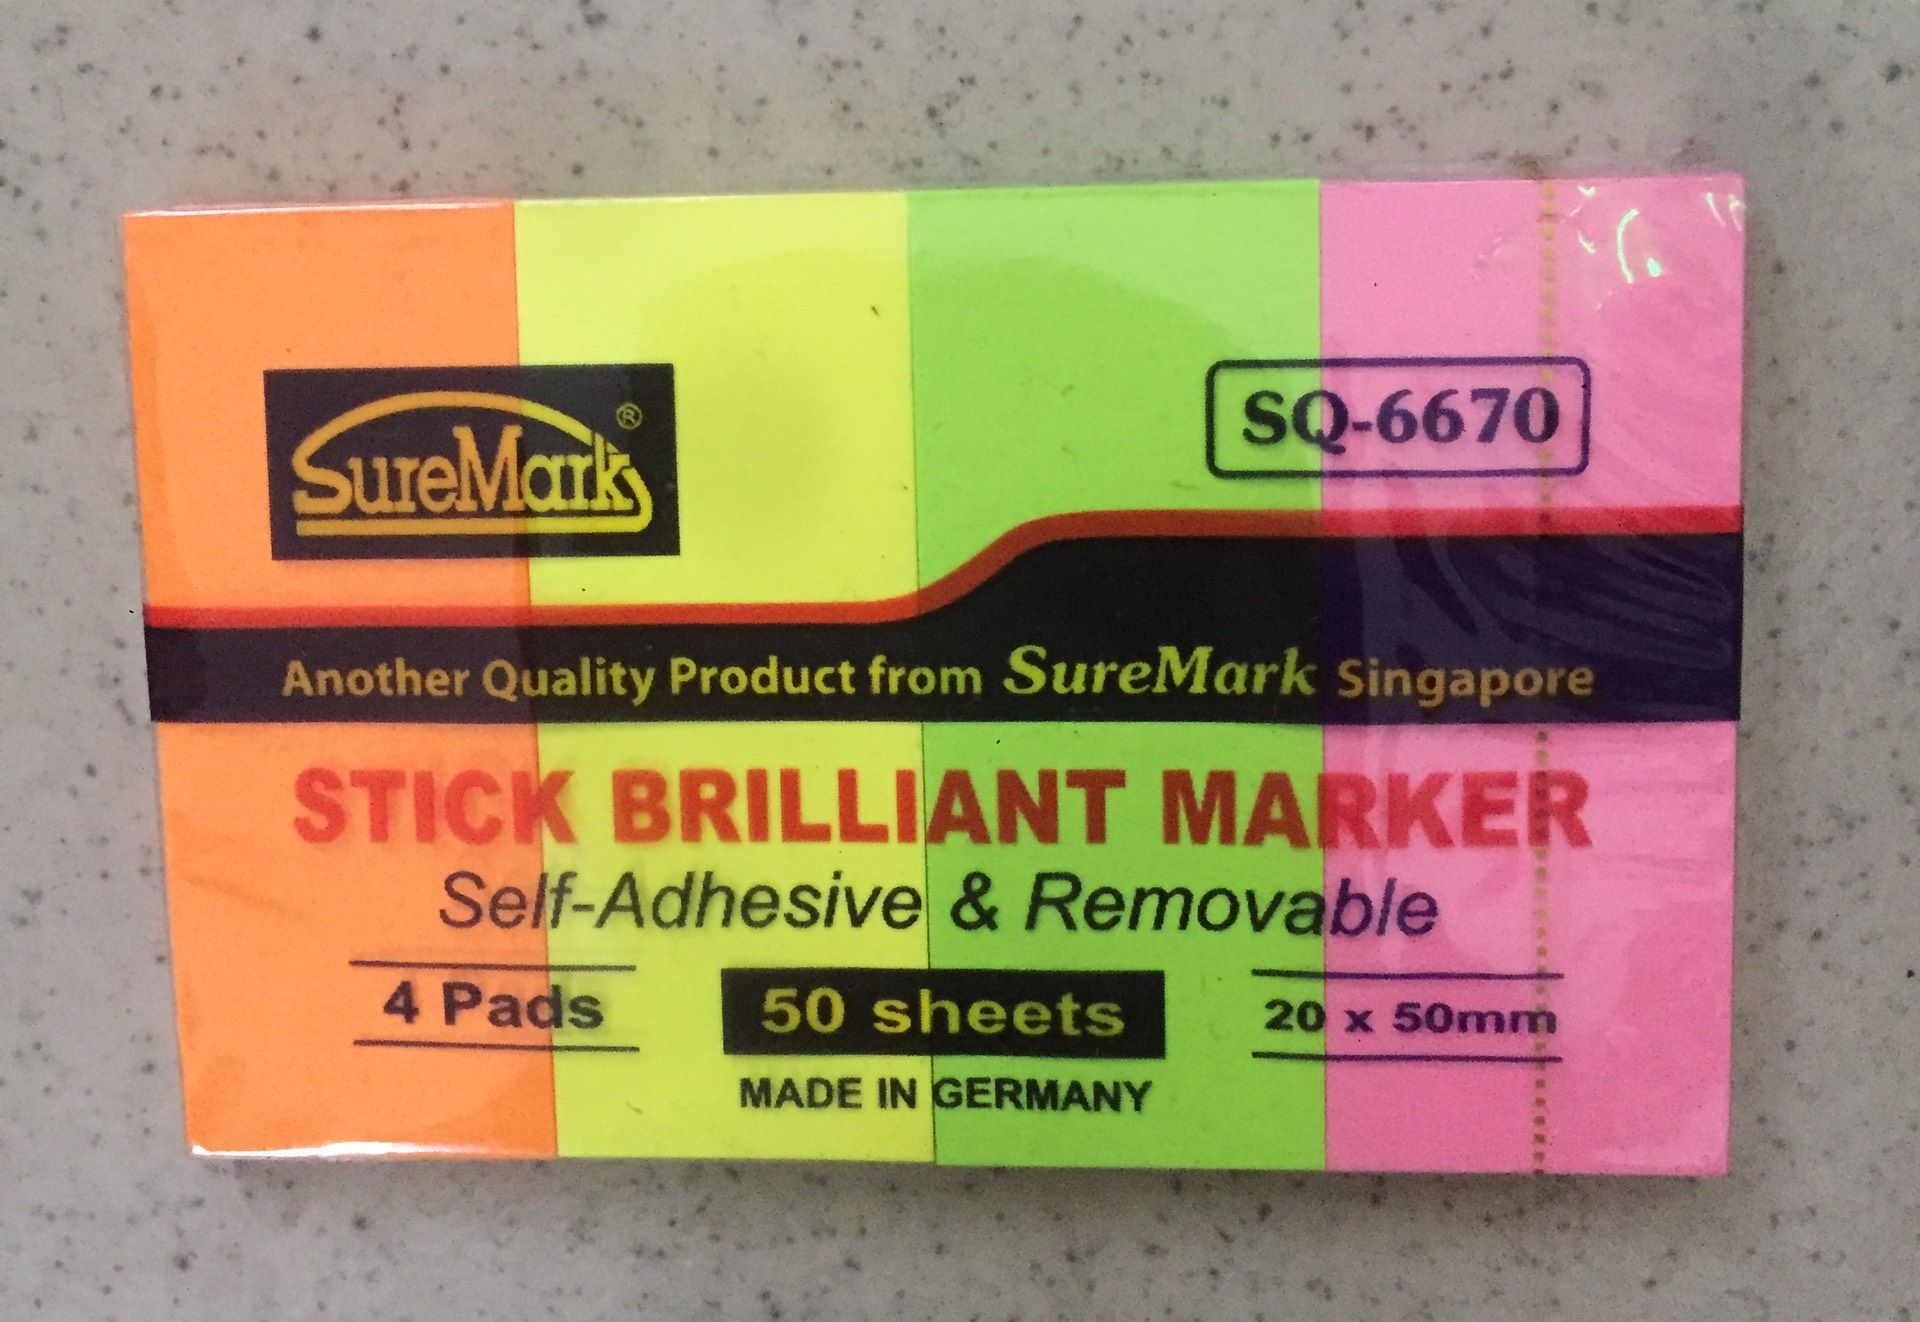 SureMark®
SQ-6670
Another Quality Product from SureMark Singapore
STICK BRILLIANT MARKER
Self-Adhesive & Removable
4 Pads
50 sheets
20 x 50mm
MADE IN GERMANY